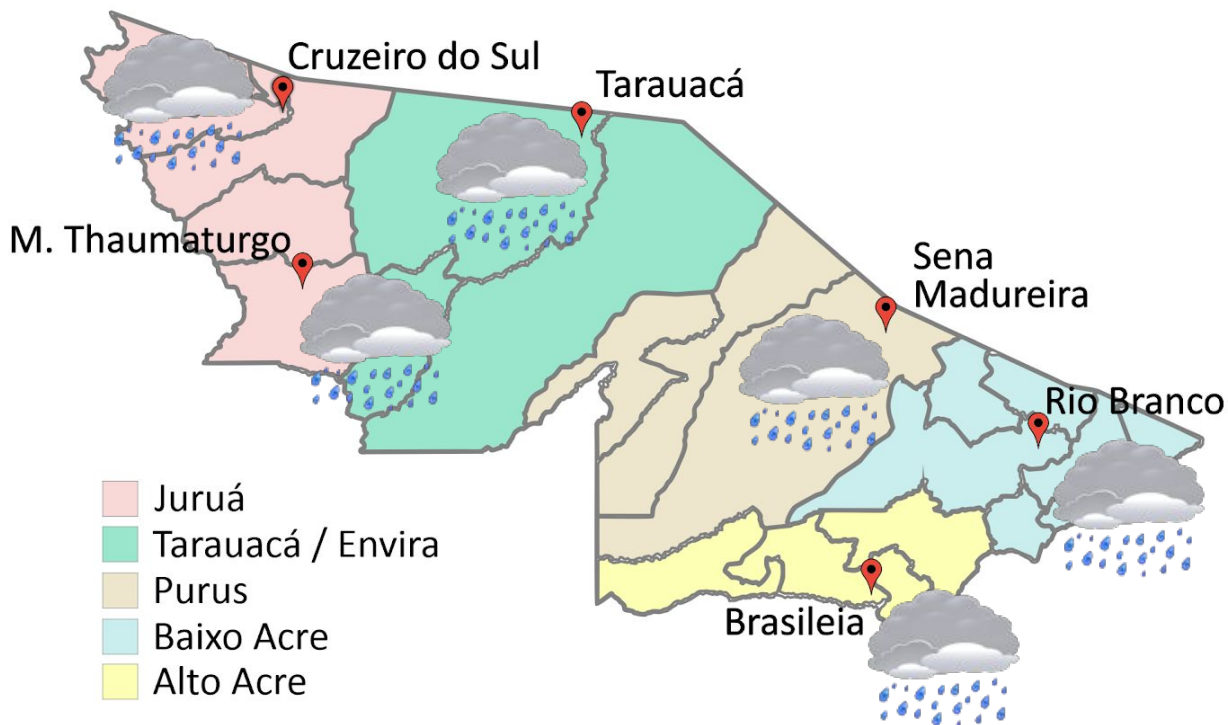 Cruzeiro do Sul
Tarauacá
M. Thaumaturgo
Sena
Madureira
Rio Branco
Brasileia
Juruá
Tarauacá / Envira
Purus
Baixo Acre
Alto Acre